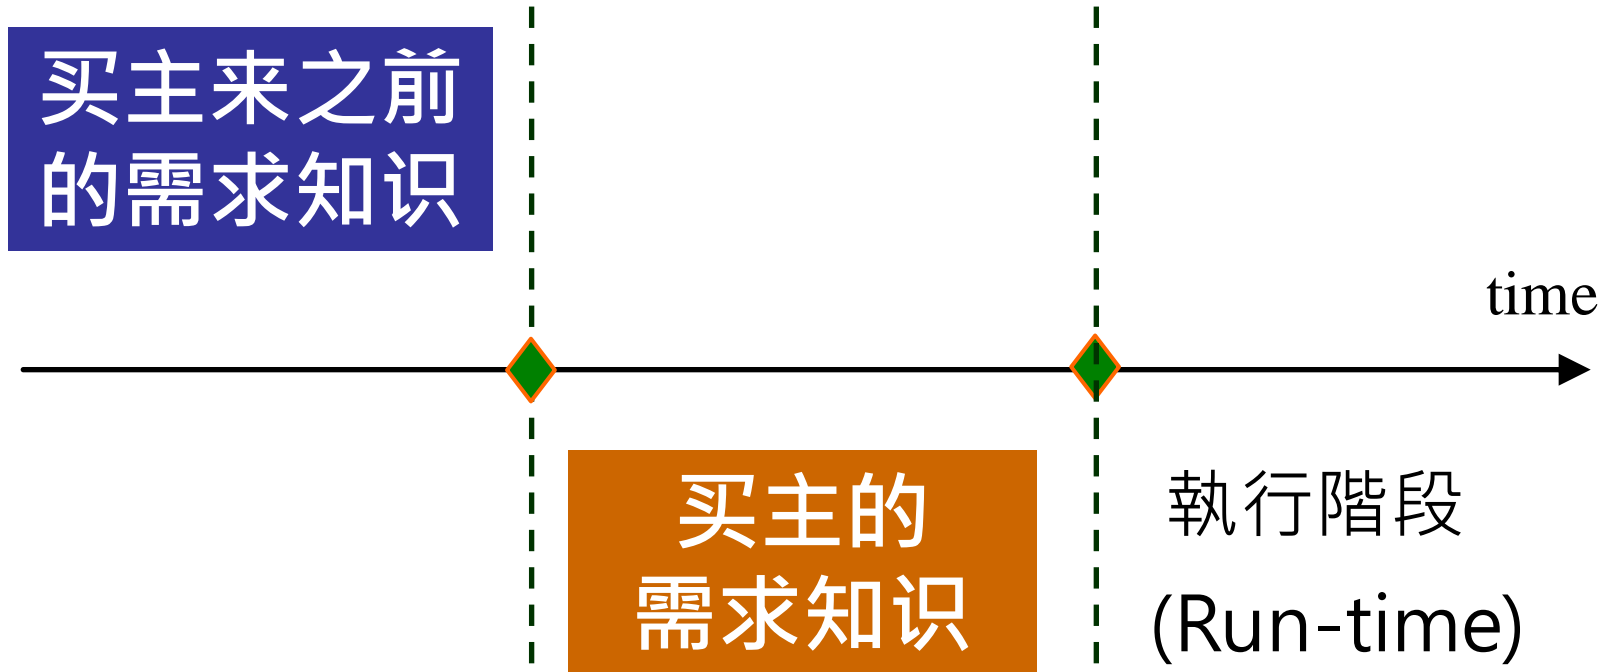 买主来之前
的需求知识
time
买主的
需求知识
執行階段
(Run-time)